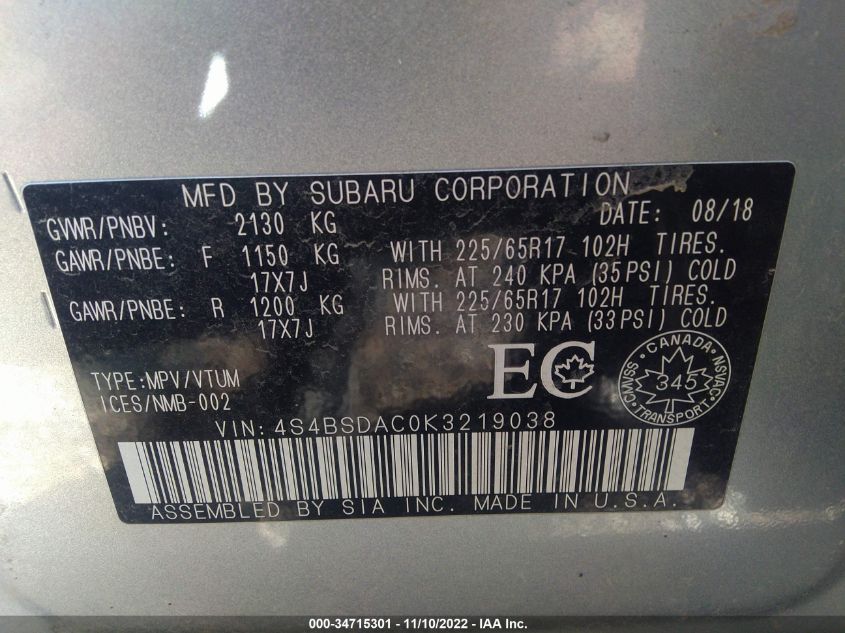 MFD BY SUBARU CORPORATION
GVWR/PNBV: 2130 KG DATE: 08/18
GAWR/PNBE: F 1150 KG WITH 225/65R17 102H TIRES.
17X7J RIMS. AT 240 KPA (35PSI) COLD
GAWR/PNBE: R 1200 KG WITH 225/65R17 102H TIRES.
17X7J RIMS. AT 230 KPA (33PSI) COLD
TYPE:MPV/VTUM
ICES/NMB-002
EC
CANADA
CMVSS 345 NSVAC
TRANSPORT
VIN:4S4BSDAC0K3219038
ASSEMBLED BY SIA INC. MADE IN U.S.A.
000-34715301 - 11/10/2022 - IAA Inc.